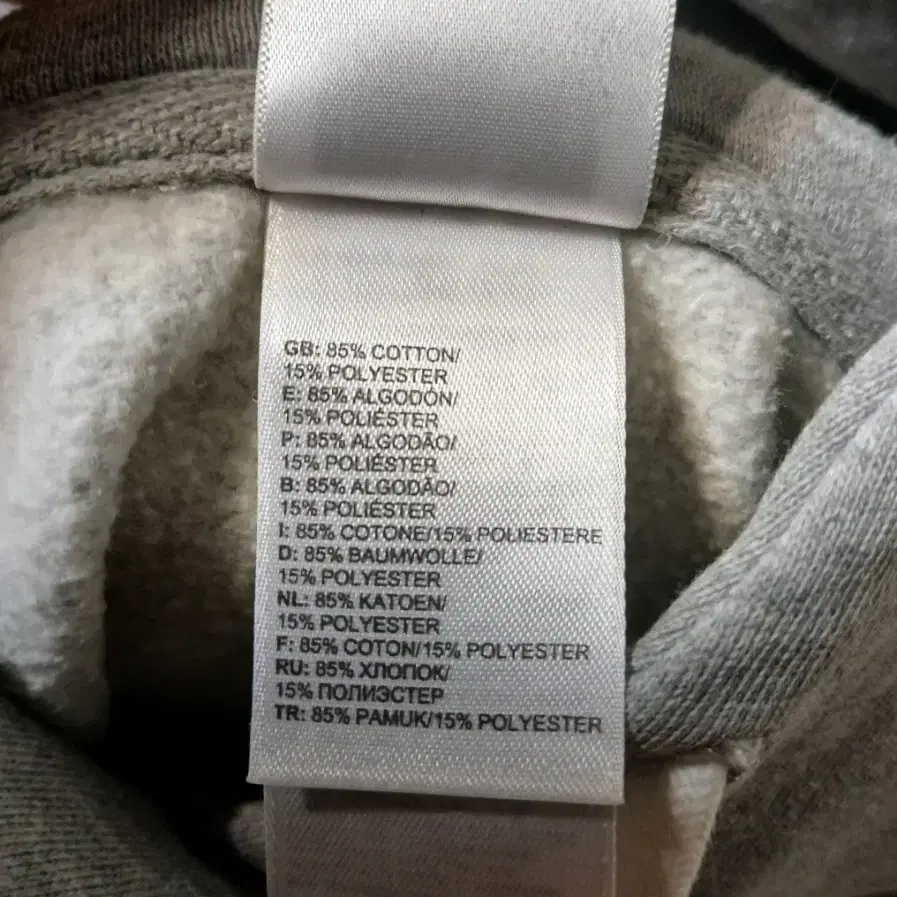 GB: 85% COTTON/
15% POLYESTER
E: 85% ALGODÓN/
15% POLIÉSTER
P: 85% ALGODÃO/
15% POLIÉSTER
B: 85% ALGODÃO/
15% POLIÉSTER
I: 85% COTONE/15% POLIESTERE
D: 85% BAUMWOLLE/
15% POLYESTER
NL: 85% KATOEN/
15% POLYESTER
F: 85% COTON/15% POLYESTER
RU: 85% ХЛОПОК/
15% ПОЛИЭСТЕР
TR: 85% PAMUK/15% POLYESTER